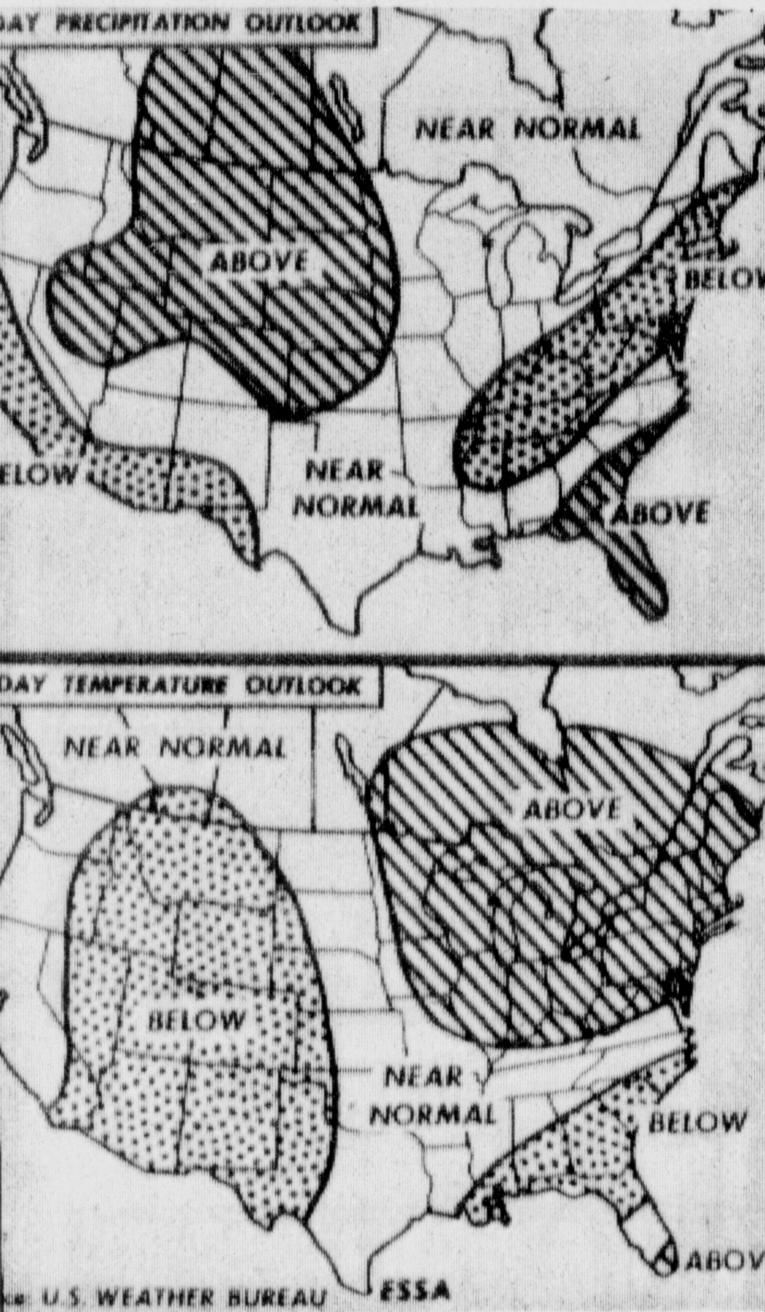 DAY PRECIPITATION OUTLOOK
NEAR NORMAL
ABOVE
BELOW
ELOW
NEAR
NORMAL
ABOVE
DAY TEMPERATURE OUTLOOK
NEAR NORMAL
ABOVE
BELOW
NEAR
NORMAL
BELOW
ABOV
U.S. WEATHER BUREAU ESSA